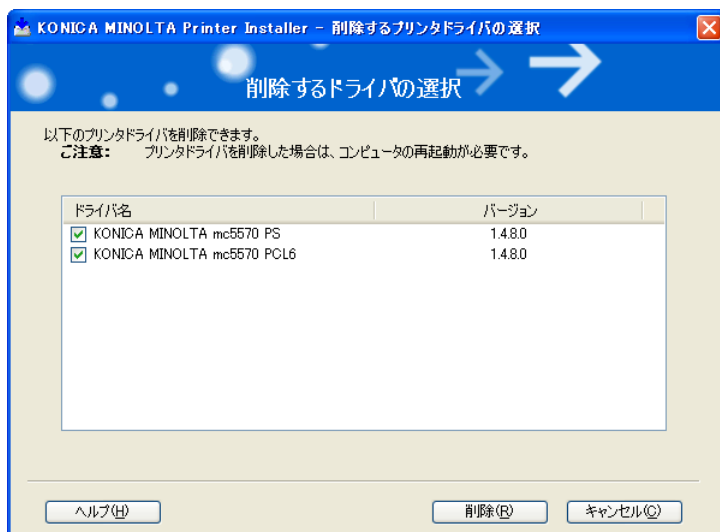 KONICA MINOLTA Printer Installer - 削除するプリンタドライバの選択
削除するドライバの選択
以下のプリンタドライバを削除できます。
ご注意： プリンタドライバを削除した場合は、コンピュータの再起動が必要です。
ドライバ名 バージョン
KONICA MINOLTA mc5570 PS 1.4.8.0
KONICA MINOLTA mc5570 PCL6 1.4.8.0
ヘルプ(H) 削除(R) キャンセル(C)